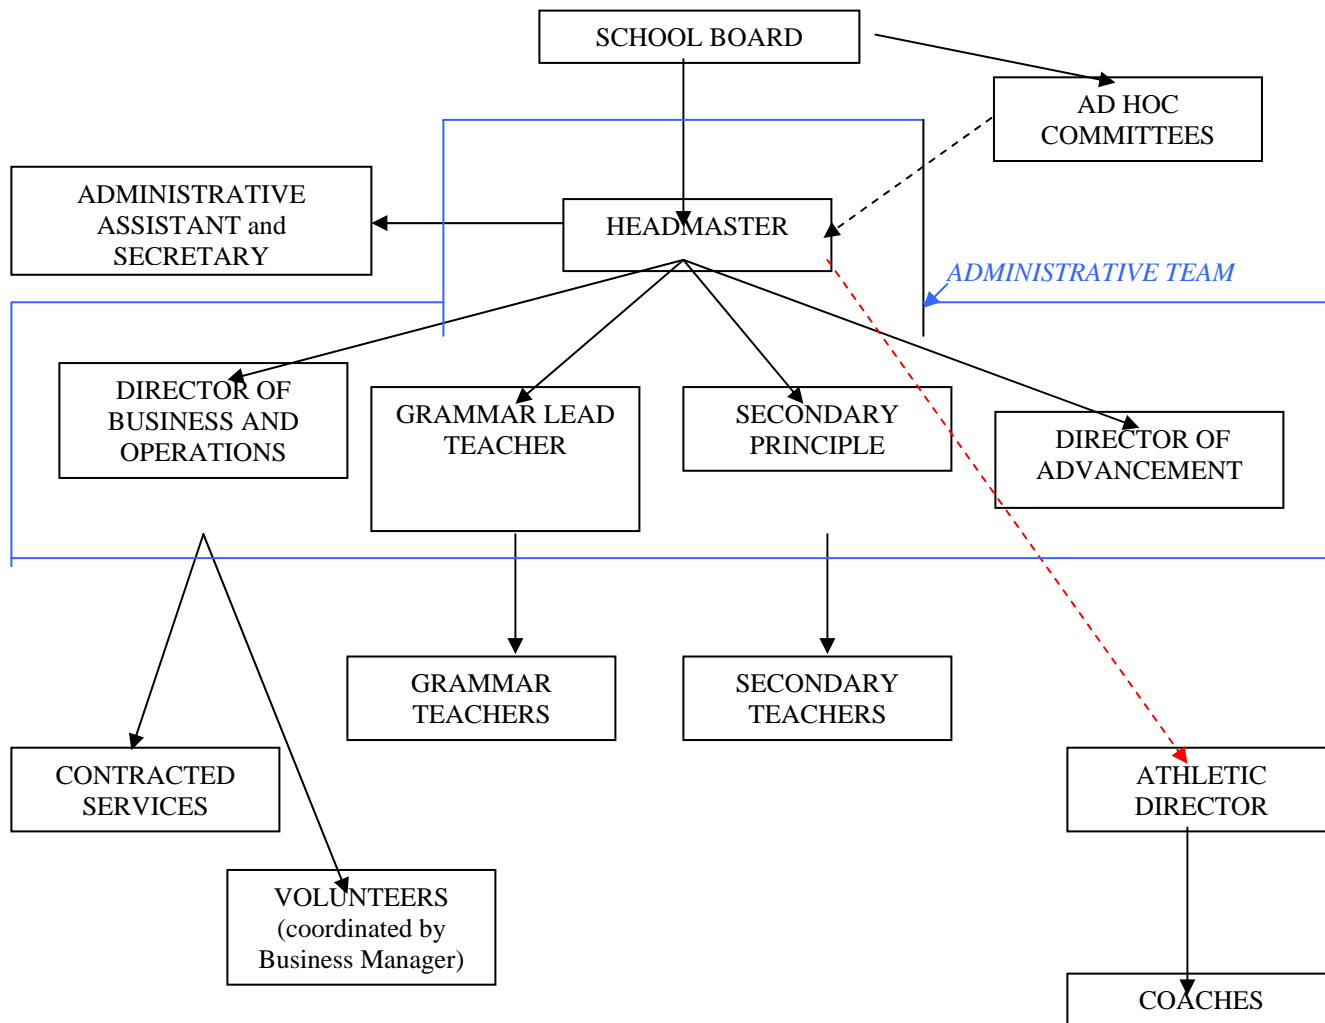 SCHOOL BOARD
AD HOC
COMMITTEES
ADMINISTRATIVE
ASSISTANT and
SECRETARY
HEADMASTER
ADMINISTRATIVE TEAM
DIRECTOR OF
BUSINESS AND
OPERATIONS
GRAMMAR LEAD
TEACHER
SECONDARY
PRINCIPLE
DIRECTOR OF
ADVANCEMENT
GRAMMAR
TEACHERS
SECONDARY
TEACHERS
CONTRACTED
SERVICES
ATHLETIC
DIRECTOR
VOLUNTEERS
(coordinated by
Business Manager)
COACHES